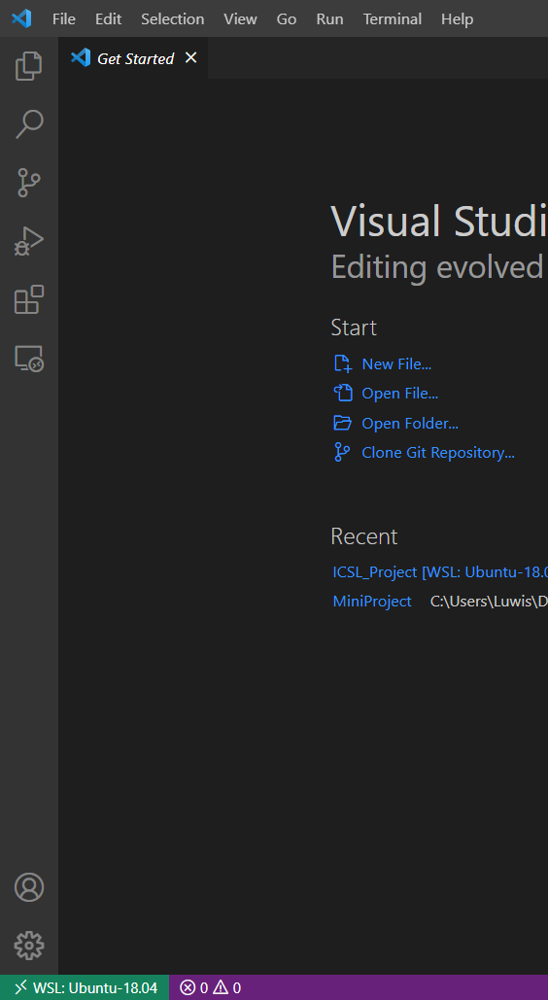 File Edit Selection View Go Run Terminal Help
Get Started
Visual Studi
Editing evolved
Start
New File...
Open File...
Open Folder...
Clone Git Repository...
Recent
ICSL_Project [WSL: Ubuntu-18.0
MiniProject C:\Users\Luwis\D
WSL: Ubuntu-18.04 0 0